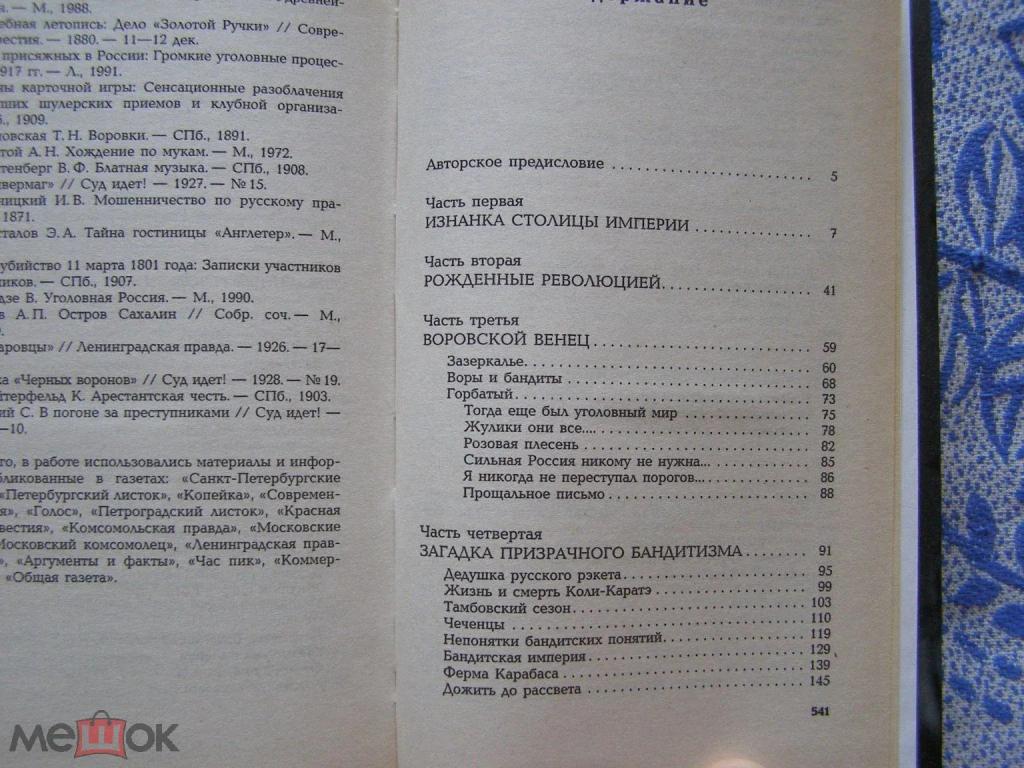 я. — М., 1988.
ебная летопись: Дело «Золотой Ручки» // Совре-
рестия. — 1880. — 11—12 дек.
присяжных в России: Громкие уголовные процес-
917 гг. — Л., 1991.
ны карточной игры: Сенсационные разоблачения
ших шулерских приемов и клубной организа-
., 1909.
новская Т. Н. Воровки. — СПб., 1891.
той А. Н. Хождение по мукам. — М., 1972.
тенберг В. Ф. Блатная музыка. — СПб., 1908.
вермаг» // Суд идет! — 1927. — № 15.
ницкий И. В. Мошенничество по русскому пра-
1871.
сталов Э. А. Тайна гостиницы «Англетер». — М.,
убийство 11 марта 1801 года: Записки участников
ников. — СПб., 1907.
дзе В. Уголовная Россия. — М., 1990.
в А. П. Остров Сахалин // Собр. соч. — М.,
аровцы» // Ленинградская правда. — 1926. — 17—
ка «Черных воронов» // Суд идет! — 1928. — № 19.
йтерфельд К. Арестантская честь. — СПб., 1903.
ий С. В погоне за преступниками // Суд идет! —
—10.
го, в работе использовались материалы и инфор-
бликованные в газетах: «Санкт-Петербургские
«Петербургский листок», «Копейка», «Современ-
я», «Голос», «Петроградский листок», «Красная
вестия», «Комсомольская правда», «Московские
Московский комсомолец», «Ленинградская прав-
», «Аргументы и факты», «Час пик», «Коммер-
«Общая газета».
держание
Авторское предисловие . . . . . . . . . . 5
Часть первая
ИЗНАНКА СТОЛИЦЫ ИМПЕРИИ . . . . . . . . . . 7
Часть вторая
РОЖДЕННЫЕ РЕВОЛЮЦИЕЙ. . . . . . . . . . 41
Часть третья
ВОРОВСКОЙ ВЕНЕЦ . . . . . . . . . . 59
Зазеркалье. . . . . . . . . . 60
Воры и бандиты . . . . . . . . . . 68
Горбатый. . . . . . . . . . 73
Тогда еще был уголовный мир . . . . . . . . . . 75
Жулики они все... . . . . . . . . . . 78
Розовая плесень . . . . . . . . . . 82
Сильная Россия никому не нужна... . . . . . . . . . . 85
Я никогда не переступал порогов... . . . . . . . . . . 86
Прощальное письмо . . . . . . . . . . 88
Часть четвертая
ЗАГАДКА ПРИЗРАЧНОГО БАНДИТИЗМА . . . . . . . . 91
Дедушка русского рэкета . . . . . . . . . . 95
Жизнь и смерть Коли-Каратэ . . . . . . . . . . 99
Тамбовский сезон . . . . . . . . . . 103
Чеченцы . . . . . . . . . . 110
Непонятки бандитских понятий. . . . . . . . . . 119
Бандитская империя . . . . . . . . . . 129
Ферма Карабаса . . . . . . . . . . 139
Дожить до рассвета . . . . . . . . . . 145
541
мешок